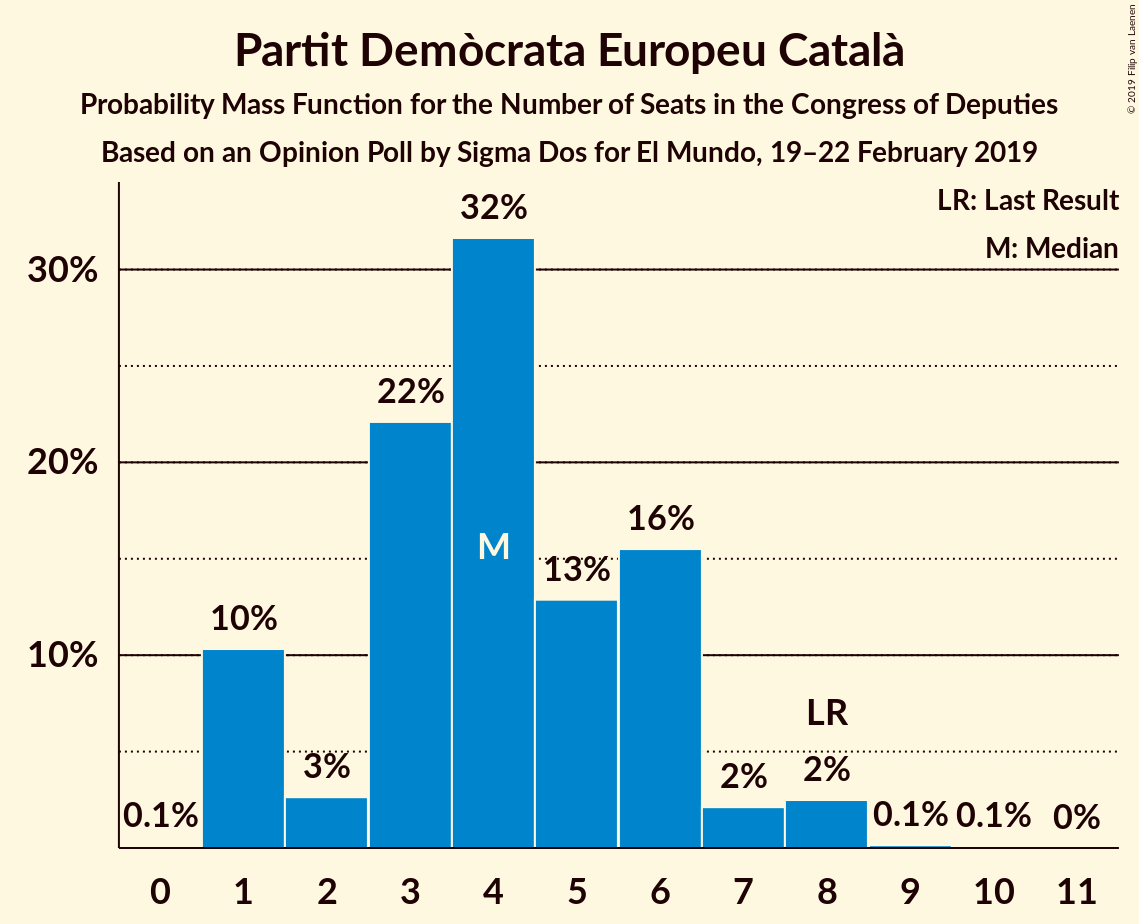 Partit Demòcrata Europeu Català
Probability Mass Function for the Number of Seats in the Congress of Deputies
Based on an Opinion Poll by Sigma Dos for El Mundo, 19–22 February 2019
© 2019 Filip van Laenen
LR: Last Result
M: Median
30%
20%
10%
0.1%
10%
3%
22%
32%
M
13%
16%
2%
LR
2%
0.1%
0.1%
0%
0 1 2 3 4 5 6 7 8 9 10 11